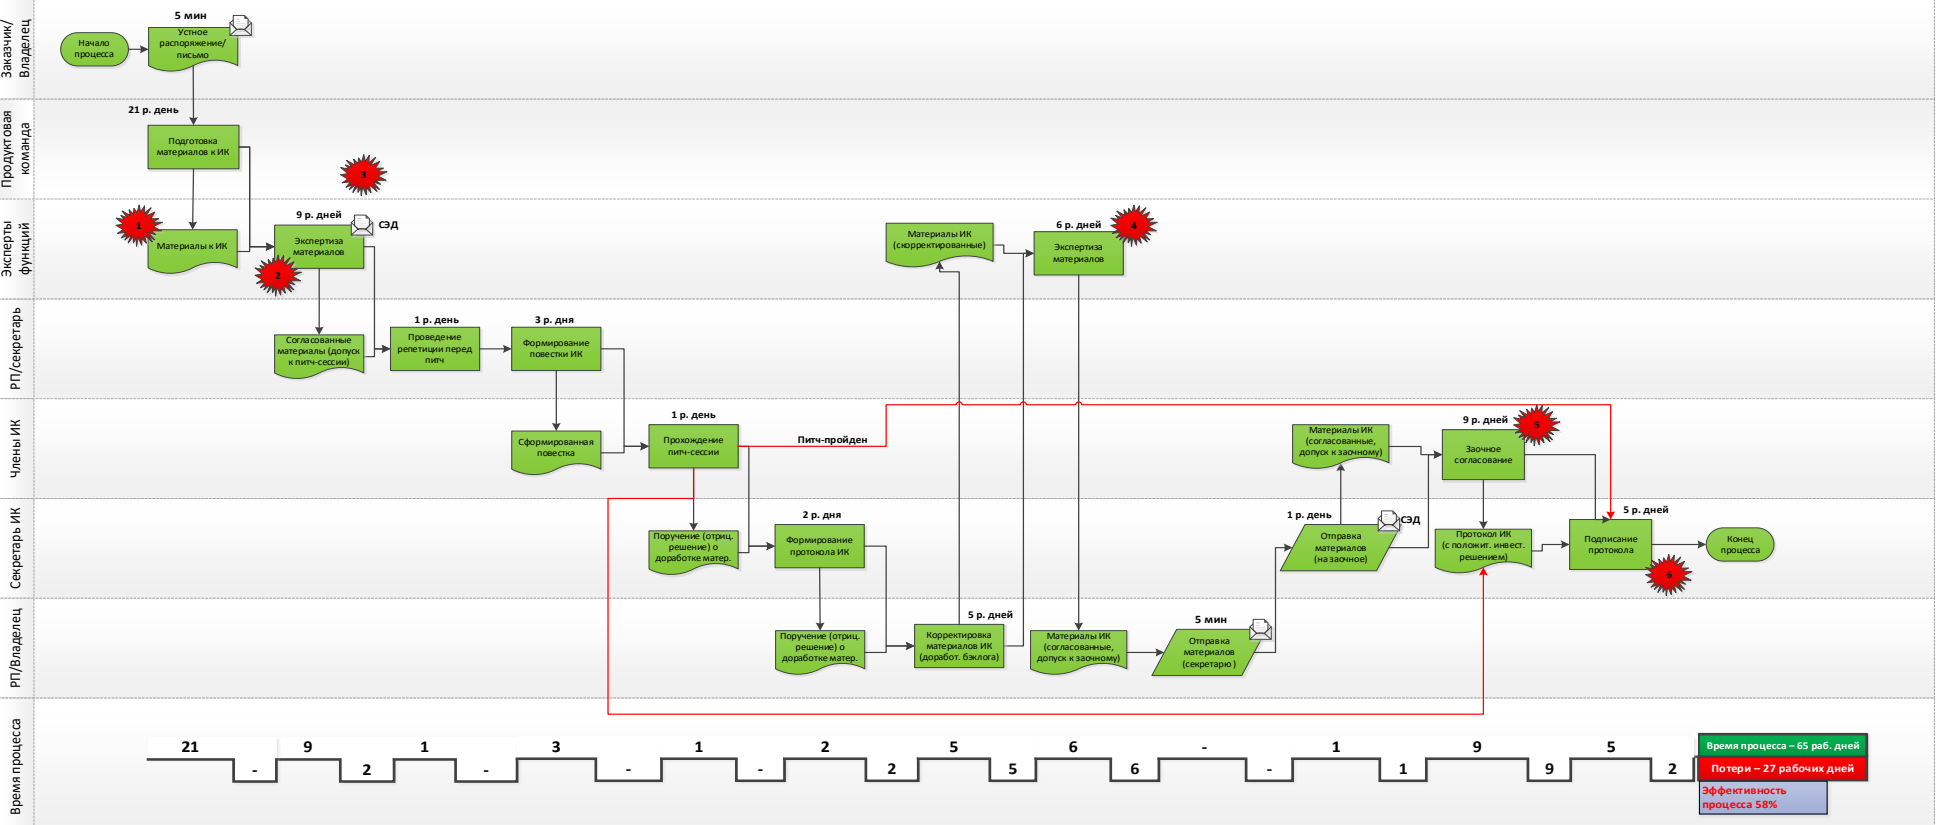 Заказчик/
Владелец
5 мин
Начало
процесса
Устное
распоряжение/
письмо
Продуктовая
команда
21 р. день
Подготовка
материалов к ИК
3
Эксперты
функций
1
Материалы к ИК
9 р. дней
СЭД
Экспертиза
материалов
2
Материалы ИК
(скорректированные)
6 р. дней
4
Экспертиза
материалов
РП/секретарь
Согласованные
материалы (допуск
к питч-сессии)
1 р. день
Проведение
репетиции перед
питч
3 р. дня
Формирование
повестки ИК
Члены ИК
Сформированная
повестка
1 р. день
Прохождение
питч-сессии
Питч-пройден
Материалы ИК
(согласованные,
допуск к заочному)
9 р. дней
5
Заочное
согласование
Секретарь ИК
Поручение (отриц.
решение) о
доработке матер.
2 р. дня
Формирование
протокола ИК
1 р. день
СЭД
Отправка
материалов
(на заочное)
Протокол ИК
(с положит. инвест.
решением)
5 р. дней
Подписание
протокола
6
Конец
процесса
РП/Владелец
Поручение (отриц.
решение) о
доработке матер.
5 р. дней
Корректировка
материалов ИК
(доработ. бэклога)
Материалы ИК
(согласованные,
допуск к заочному)
5 мин
Отправка
материалов
(секретарю )
Время процесса
21 9 1 3 1 2 5 6 - 1 9 5
- 2 - - - 2 5 6 - 1 9 2
Время процесса – 65 раб. дней
Потери – 27 рабочих дней
Эффективность
процесса 58%